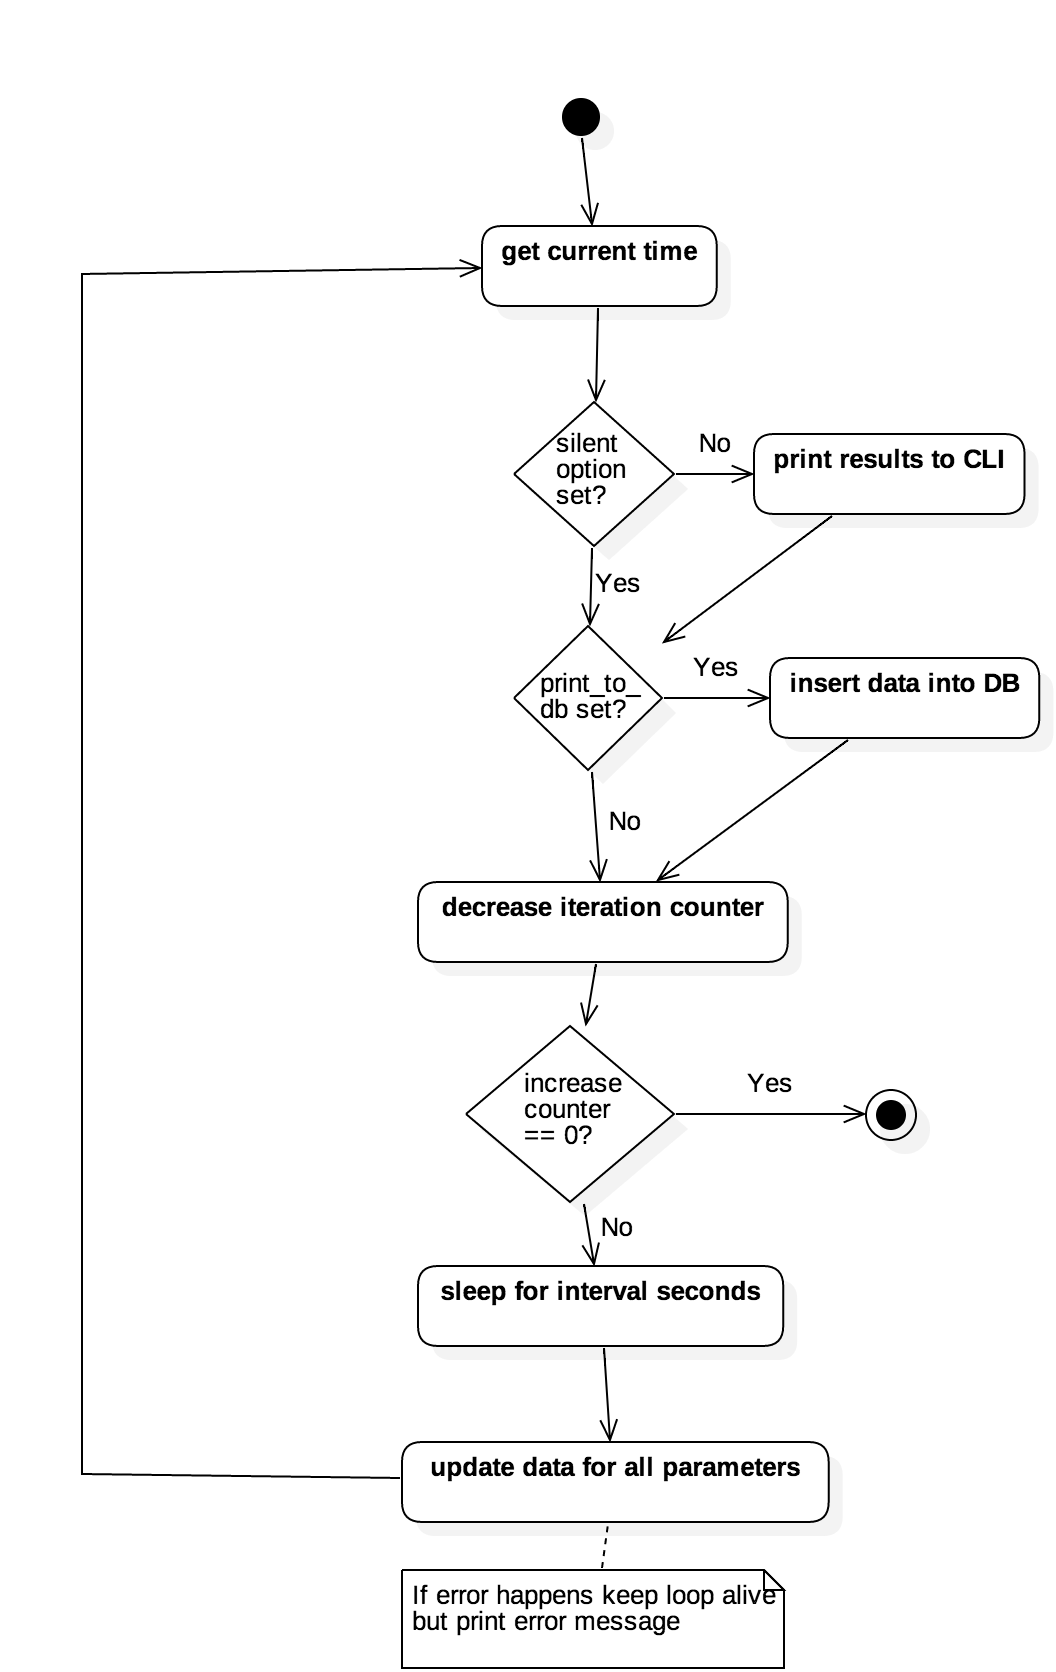 get current time
silent
option
set?
No
print results to CLI
Yes
print_to_
db set?
Yes
insert data into DB
No
decrease iteration counter
increase
counter
== 0?
Yes
No
sleep for interval seconds
update data for all parameters
If error happens keep loop alive
but print error message